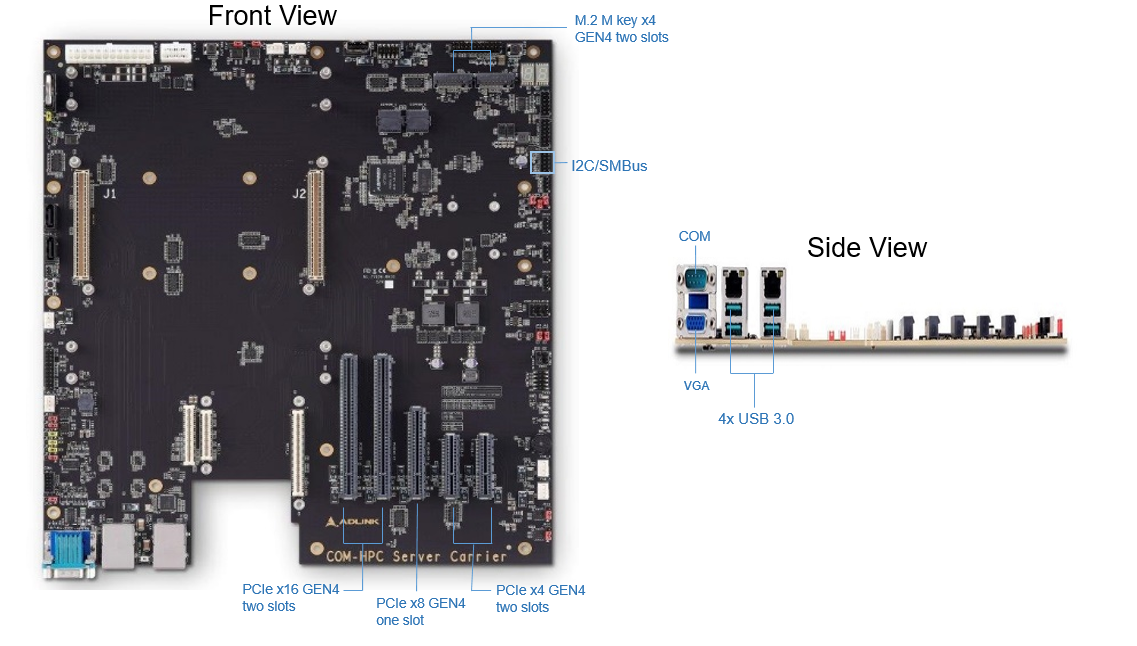 Front View
M.2 M key x4
GEN4 two slots
I2C/SMBus
J1
J2
COM
Side View
VGA
4x USB 3.0
ADLINK
COM-HPC Server Carrier
PCIe x16 GEN4
two slots
PCIe x8 GEN4
one slot
PCIe x4 GEN4
two slots